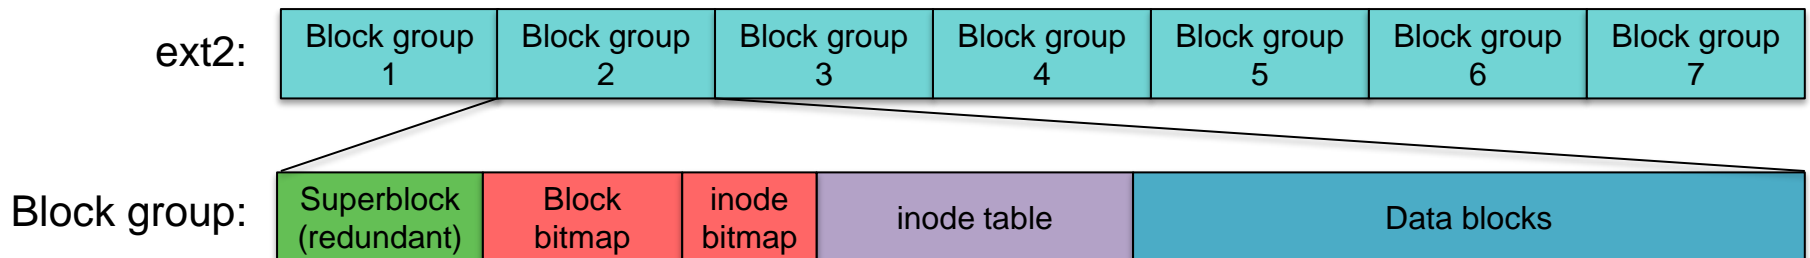 ext2:
Block group
1
Block group
2
Block group
3
Block group
4
Block group
5
Block group
6
Block group
7
Block group:
Superblock
(redundant)
Block
bitmap
inode
bitmap
inode table
Data blocks